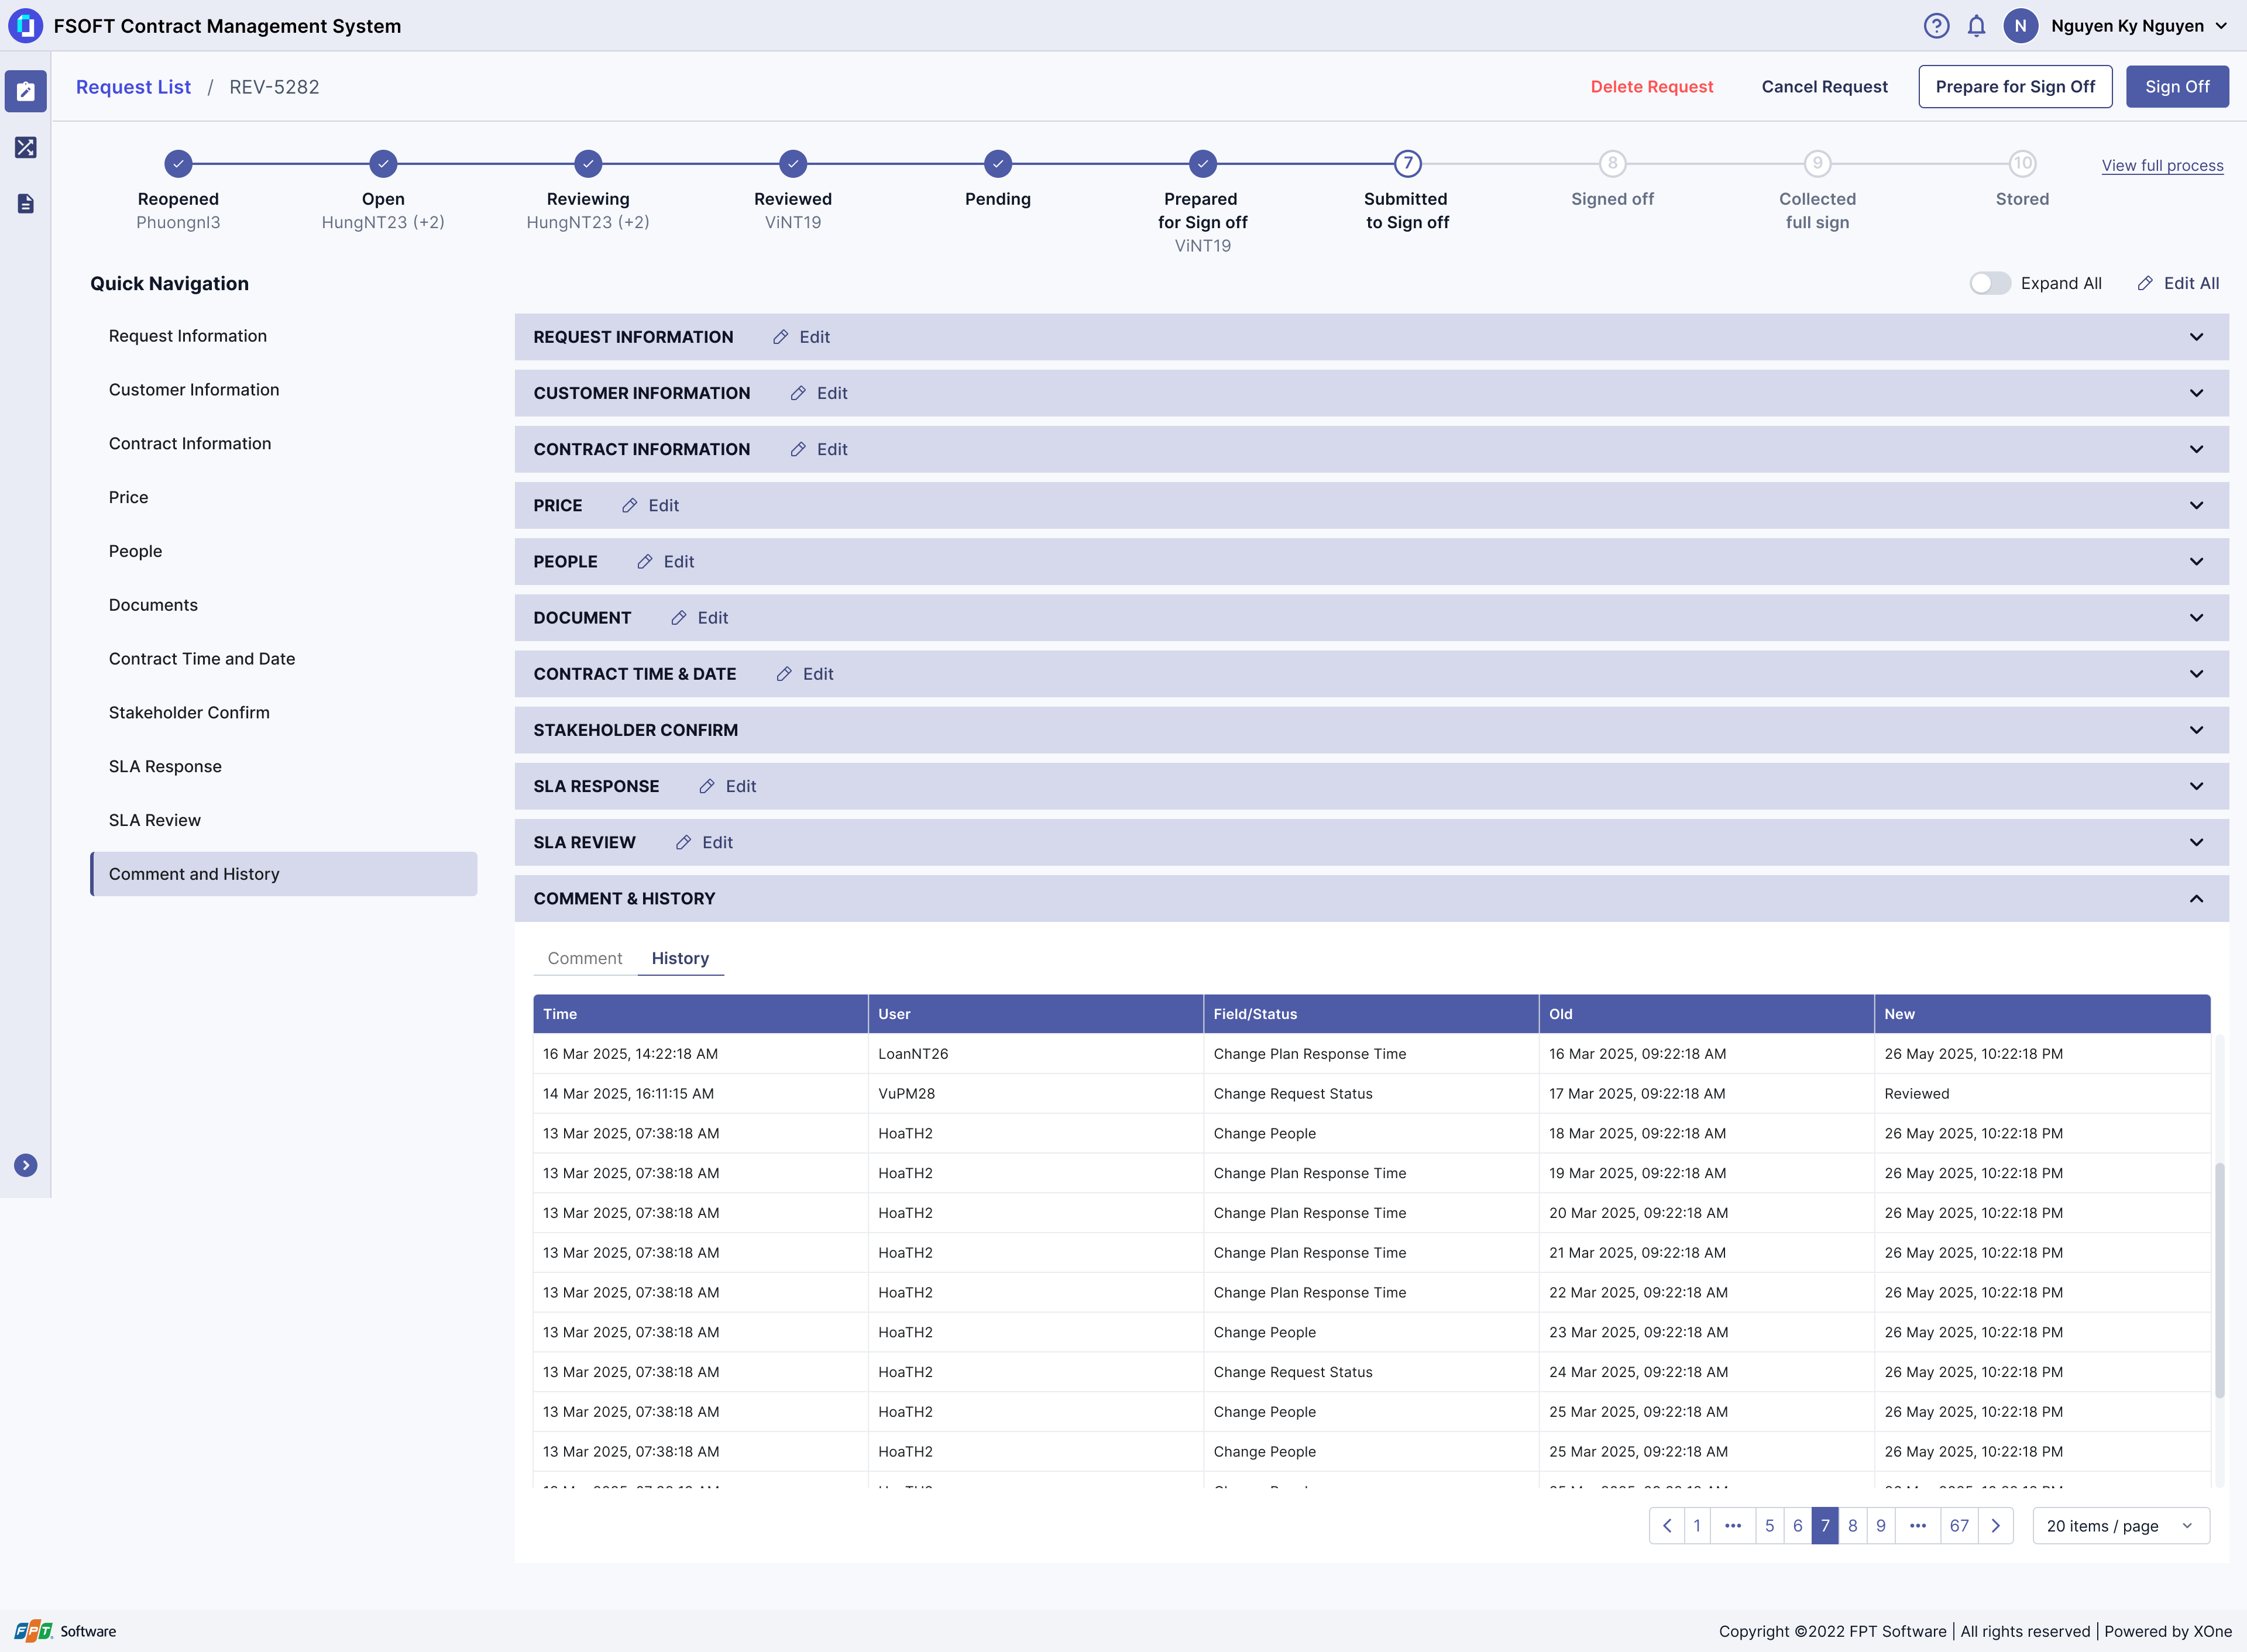 FSOFT Contract Management System
N
Nguyen Ky Nguyen
Request List / REV-5282
Delete Request
Cancel Request
Prepare for Sign Off
Sign Off
Reopened
PhuongnI3
Open
HungNT23 (+2)
Reviewing
HungNT23 (+2)
Reviewed
ViNT19
Pending
Prepared
for Sign off
ViNT19
7
Submitted
to Sign off
8
Signed off
9
Collected
full sign
10
Stored
View full process
Quick Navigation
Expand All
Edit All
Request Information
Customer Information
Contract Information
Price
People
Documents
Contract Time and Date
Stakeholder Confirm
SLA Response
SLA Review
Comment and History
REQUEST INFORMATION Edit
CUSTOMER INFORMATION Edit
CONTRACT INFORMATION Edit
PRICE Edit
PEOPLE Edit
DOCUMENT Edit
CONTRACT TIME & DATE Edit
STAKEHOLDER CONFIRM
SLA RESPONSE Edit
SLA REVIEW Edit
COMMENT & HISTORY
Comment History
Time User Field/Status Old New
16 Mar 2025, 14:22:18 AM LoanNT26 Change Plan Response Time 16 Mar 2025, 09:22:18 AM 26 May 2025, 10:22:18 PM
14 Mar 2025, 16:11:15 AM VuPM28 Change Request Status 17 Mar 2025, 09:22:18 AM Reviewed
13 Mar 2025, 07:38:18 AM HoaTH2 Change People 18 Mar 2025, 09:22:18 AM 26 May 2025, 10:22:18 PM
13 Mar 2025, 07:38:18 AM HoaTH2 Change Plan Response Time 19 Mar 2025, 09:22:18 AM 26 May 2025, 10:22:18 PM
13 Mar 2025, 07:38:18 AM HoaTH2 Change Plan Response Time 20 Mar 2025, 09:22:18 AM 26 May 2025, 10:22:18 PM
13 Mar 2025, 07:38:18 AM HoaTH2 Change Plan Response Time 21 Mar 2025, 09:22:18 AM 26 May 2025, 10:22:18 PM
13 Mar 2025, 07:38:18 AM HoaTH2 Change Plan Response Time 22 Mar 2025, 09:22:18 AM 26 May 2025, 10:22:18 PM
13 Mar 2025, 07:38:18 AM HoaTH2 Change People 23 Mar 2025, 09:22:18 AM 26 May 2025, 10:22:18 PM
13 Mar 2025, 07:38:18 AM HoaTH2 Change Request Status 24 Mar 2025, 09:22:18 AM 26 May 2025, 10:22:18 PM
13 Mar 2025, 07:38:18 AM HoaTH2 Change People 25 Mar 2025, 09:22:18 AM 26 May 2025, 10:22:18 PM
13 Mar 2025, 07:38:18 AM HoaTH2 Change People 25 Mar 2025, 09:22:18 AM 26 May 2025, 10:22:18 PM
1 ••• 5 6 7 8 9 ••• 67
20 items / page
FPT Software
Copyright ©2022 FPT Software | All rights reserved | Powered by XOne